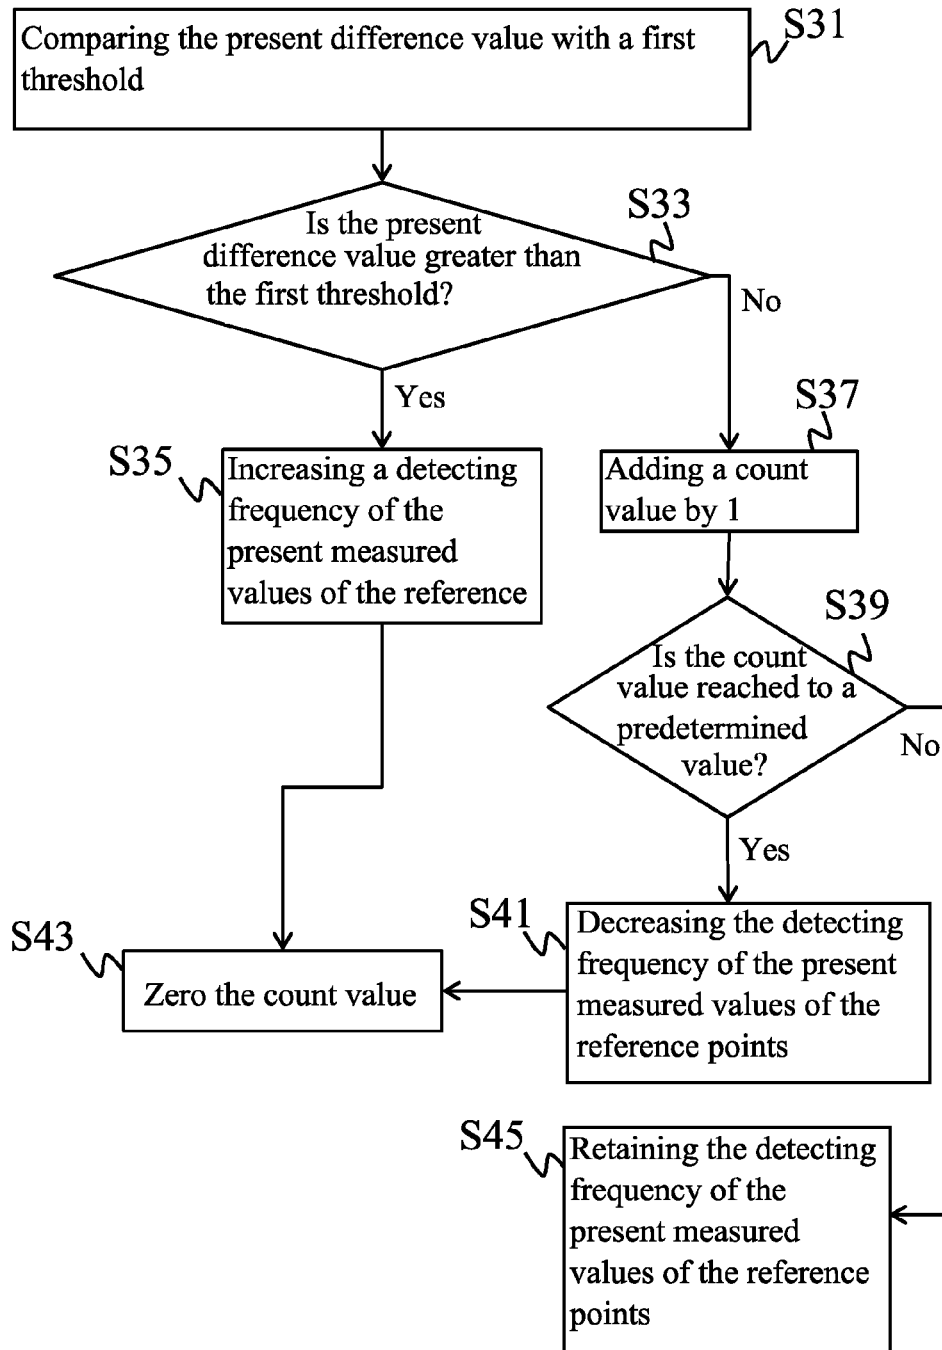 Comparing the present difference value with a first
threshold
S31
Is the present
difference value greater than
the first threshold?
S33
No
Yes
S37
S35
Increasing a detecting
frequency of the
present measured
values of the reference
Adding a count
value by 1
S39
Is the count
value reached to a
predetermined
value?
No
Yes
S43
Zero the count value
S41
Decreasing the detecting
frequency of the present
measured values of the
reference points
S45
Retaining the detecting
frequency of the
present measured
values of the reference
points